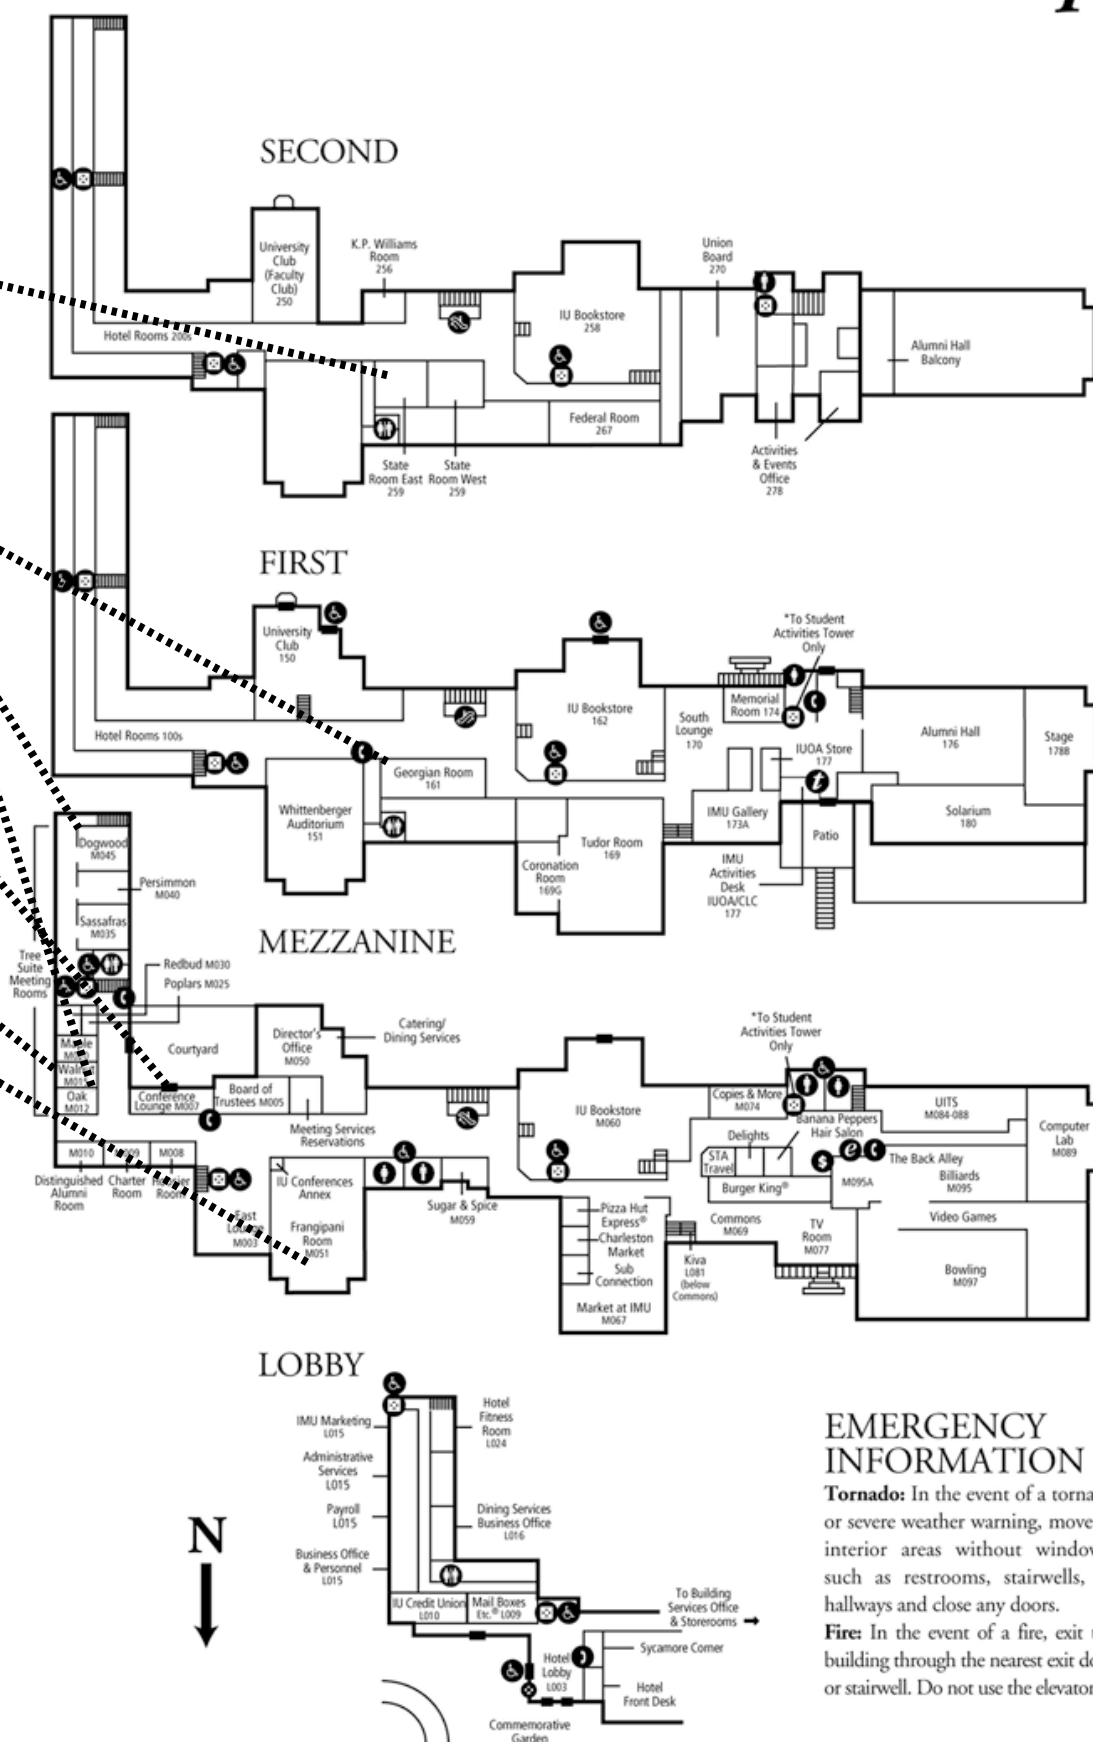 SECOND
University
Club
(Faculty
Club)
250
K.P. Williams
Room
256
Union
Board
270
IU Bookstore
258
Hotel Rooms 200s
Alumni Hall
Balcony
Federal Room
267
State
Room East
259
State
Room West
259
Activities
& Events
Office
278
FIRST
University
Club
150
*To Student
Activities Tower
Only
IU Bookstore
162
Memorial
Room 174
South
Lounge
170
Hotel Rooms 100s
IUOA Store
177
Alumni Hall
176
Stage
178B
Georgian Room
161
Whittenberger
Auditorium
151
IMU Gallery
173A
Solarium
180
Tudor Room
169
Patio
Coronation
Room
169G
IMU
Activities
Desk
IUOA/CLC
177
MEZZANINE
Dogwood
M045
Persimmon
M040
Sassafras
M035
Tree
Suite
Meeting
Rooms
Redbud M030
Poplars M025
Maple
Walnut
Oak
M012
Courtyard
Director's
Office
M050
Catering/
Dining Services
Conference
Lounge M007
Board of
Trustees M005
Meeting Services
Reservations
*To Student
Activities Tower
Only
IU Bookstore
M060
Copies & More
M074
UITS
M084-088
Banana Peppers
Hair Salon
Computer
Lab
M089
Delights
STA
Travel
The Back Alley
Billiards
M095
M095A
Burger King®
M010
M009
M008
Distinguished
Alumni
Room
Charter
Room
Hoosier
Room
IU Conferences
Annex
Sugar & Spice
M059
East
Lounge
M003
Frangipani
Room
M051
Pizza Hut
Express®
Charleston
Market
Sub
Connection
Market at IMU
M067
Commons
M069
Kiva
L081
(below
Commons)
TV
Room
M077
Video Games
Bowling
M097
LOBBY
IMU Marketing
L015
Hotel
Fitness
Room
L024
Administrative
Services
L015
Payroll
L015
Dining Services
Business Office
L016
Business Office
& Personnel
L015
IU Credit Union
L010
Mail Boxes
Etc.® L009
To Building
Services Office
& Storerooms
Hotel
Lobby
L003
Sycamore Corner
Hotel
Front Desk
Commemorative
Garden
N
EMERGENCY
INFORMATION
Tornado: In the event of a torna
or severe weather warning, move
interior areas without window
such as restrooms, stairwells,
hallways and close any doors.
Fire: In the event of a fire, exit t
building through the nearest exit do
or stairwell. Do not use the elevator